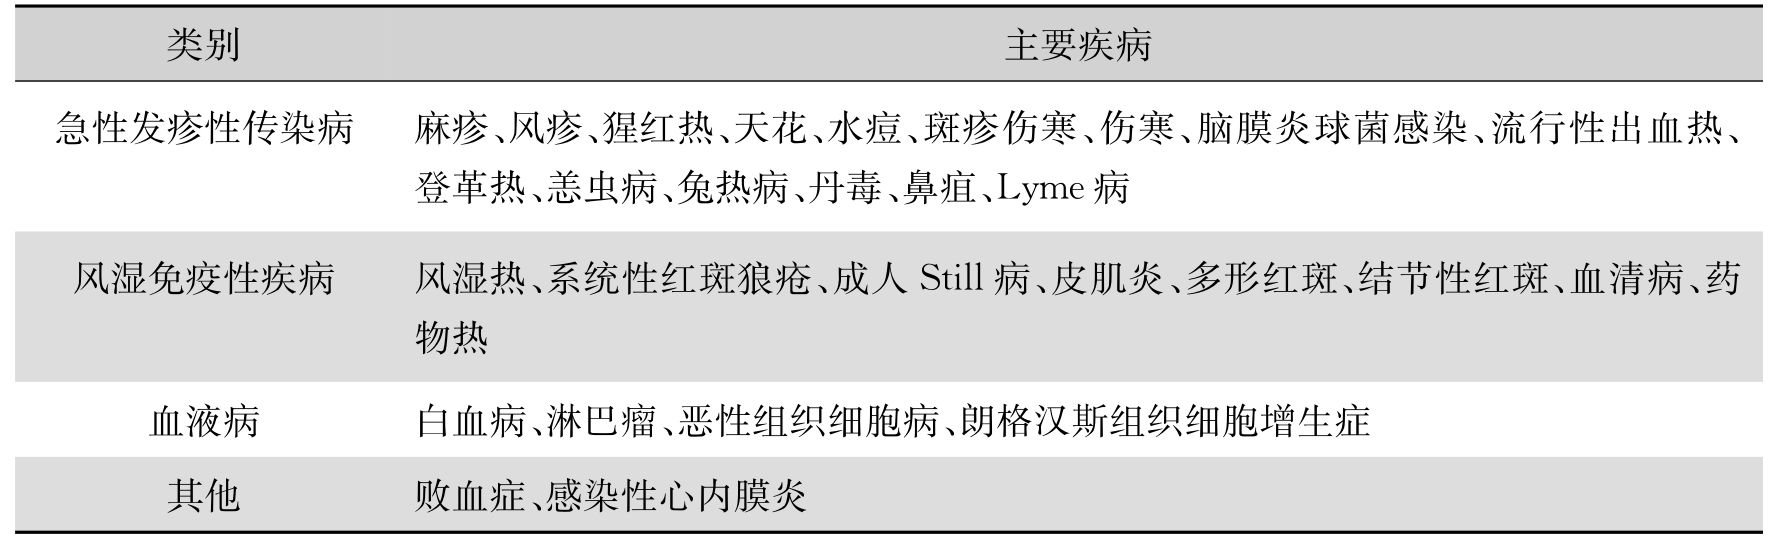 类别 主要疾病
急性发疹性传染病 麻疹、风疹、猩红热、天花、水痘、斑疹伤寒、伤寒、脑膜炎球菌感染、流行性出血热、
登革热、恙虫病、兔热病、丹毒、鼻疽、Lyme 病
风湿免疫性疾病 风湿热、系统性红斑狼疮、成人 Still 病、皮肌炎、多形红斑、结节性红斑、血清病、药
物热
血液病 白血病、淋巴瘤、恶性组织细胞病、朗格汉斯组织细胞增生症
其他 败血症、感染性心内膜炎